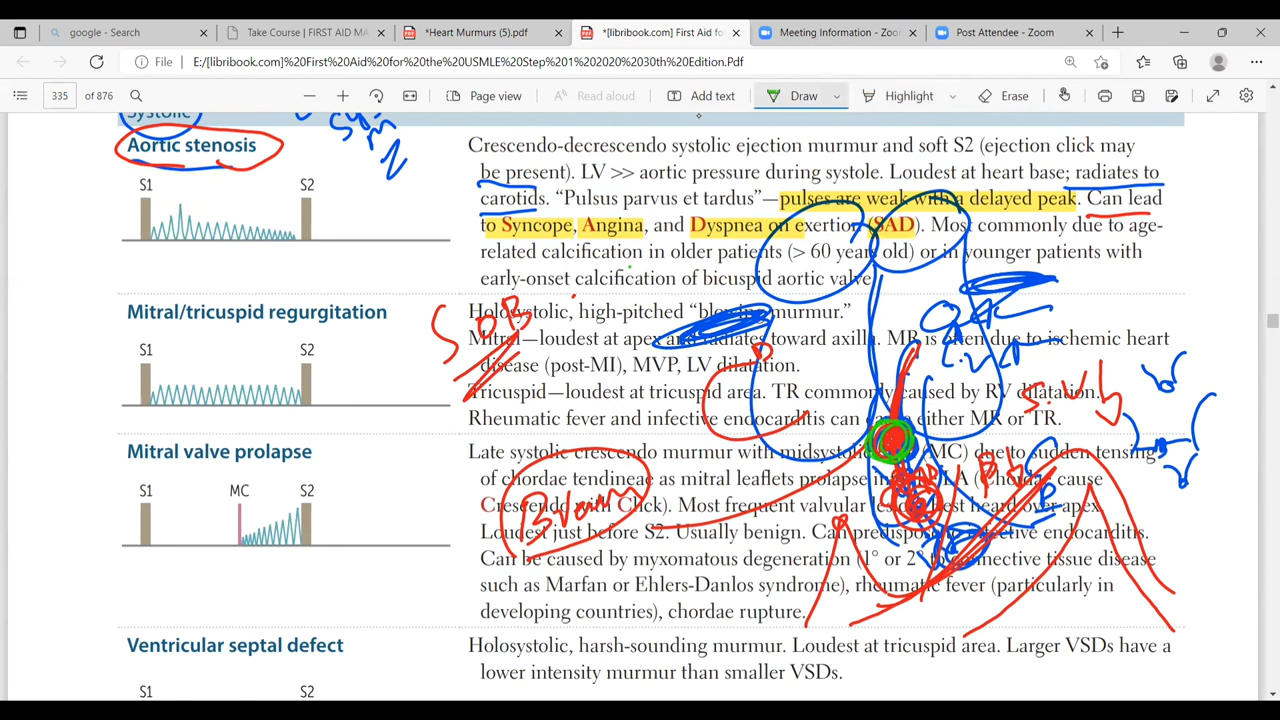 google - Search
Take Course | FIRST AID MA
*Heart Murmurs (5).pdf
*[libribook.com] First Aid for
Meeting Information - Zoo
Post Attendee - Zoom
File E:/[libribook.com]%20First%20Aid%20for%20the%20USMLE%20Step%201%202020%2030th%20Edition.Pdf
335 of 876
Page view
Read aloud
Add text
Draw
Highlight
Erase
Systolic
Aortic stenosis
S1 S2
Crescendo-decrescendo systolic ejection murmur and soft S2 (ejection click may
be present). LV >> aortic pressure during systole. Loudest at heart base; radiates to
carotids. “Pulsus parvus et tardus”—pulses are weak with a delayed peak. Can lead
to Syncope, Angina, and Dyspnea on exertion (SAD). Most commonly due to age-
related calcification in older patients (> 60 years old) or in younger patients with
early-onset calcification of bicuspid aortic valve
Mitral/tricuspid regurgitation
S1 S2
Holosystolic, high-pitched “blowing murmur.”
Mitral—loudest at apex and radiates toward axilla. MR is often due to ischemic heart
disease (post-MI), MVP, LV dilatation.
Tricuspid—loudest at tricuspid area. TR commonly caused by RV dilatation.
Rheumatic fever and infective endocarditis can cause either MR or TR.
SOB
Mitral valve prolapse
S1 MC S2
Late systolic crescendo murmur with midsystolic (MC) due to sudden tensing
of chordae tendineae as mitral leaflets prolapse into LA (Chordae cause
Crescendo with Click). Most frequent valvular lesion. Best heard over apex.
Loudest just before S2. Usually benign. Can predispose to infective endocarditis.
Can be caused by myxomatous degeneration (1° or 2° to connective tissue disease
such as Marfan or Ehlers-Danlos syndrome), rheumatic fever (particularly in
developing countries), chordae rupture.
Brain
Ventricular septal defect
S1 S2
Holosystolic, harsh-sounding murmur. Loudest at tricuspid area. Larger VSDs have a
lower intensity murmur than smaller VSDs.